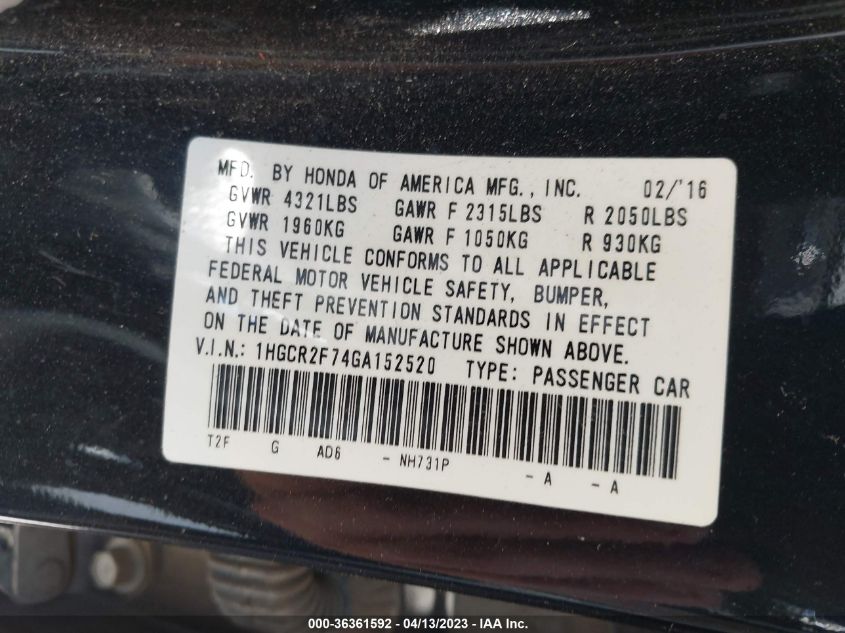 MFD. BY HONDA OF AMERICA MFG., INC. 02/'16
GVWR 4321LBS GAWR F 2315LBS R 2050LBS
GVWR 1960KG GAWR F 1050KG R 930KG
THIS VEHICLE CONFORMS TO ALL APPLICABLE
FEDERAL MOTOR VEHICLE SAFETY, BUMPER,
AND THEFT PREVENTION STANDARDS IN EFFECT
ON THE DATE OF MANUFACTURE SHOWN ABOVE.
V.I.N.: 1HGCR2F74GA152520 TYPE: PASSENGER CAR
T2F G AD6 - NH731P - A - A
000 - 36361592 - 04/13/2023 - IAA Inc.